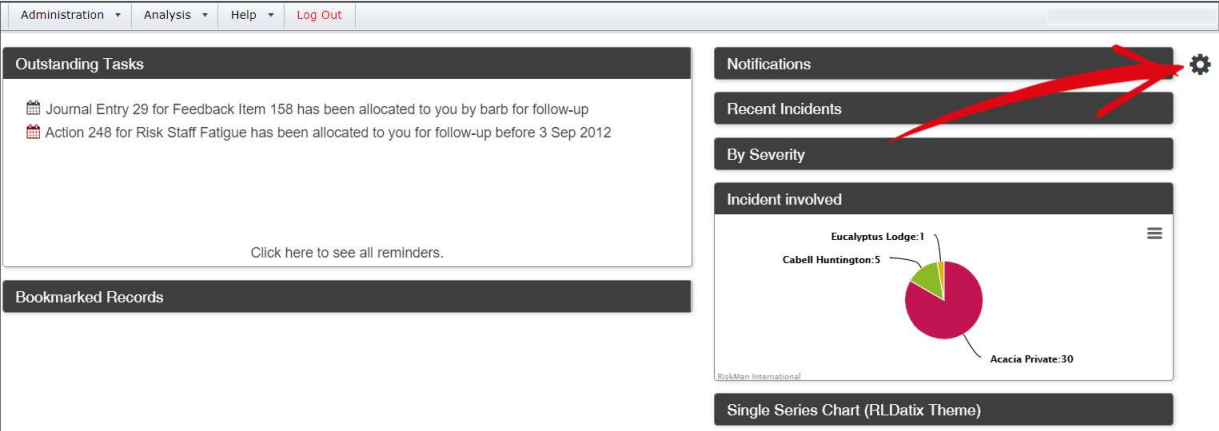 Administration Analysis Help Log Out
Outstanding Tasks
Journal Entry 29 for Feedback Item 158 has been allocated to you by barb for follow-up
Action 248 for Risk Staff Fatigue has been allocated to you for follow-up before 3 Sep 2012
Click here to see all reminders.
Bookmarked Records
Notifications
Recent Incidents
By Severity
Incident involved
Eucalyptus Lodge:1
Cabell Huntington:5
Acacia Private:30
RiskMan International
Single Series Chart (RLDatix Theme)